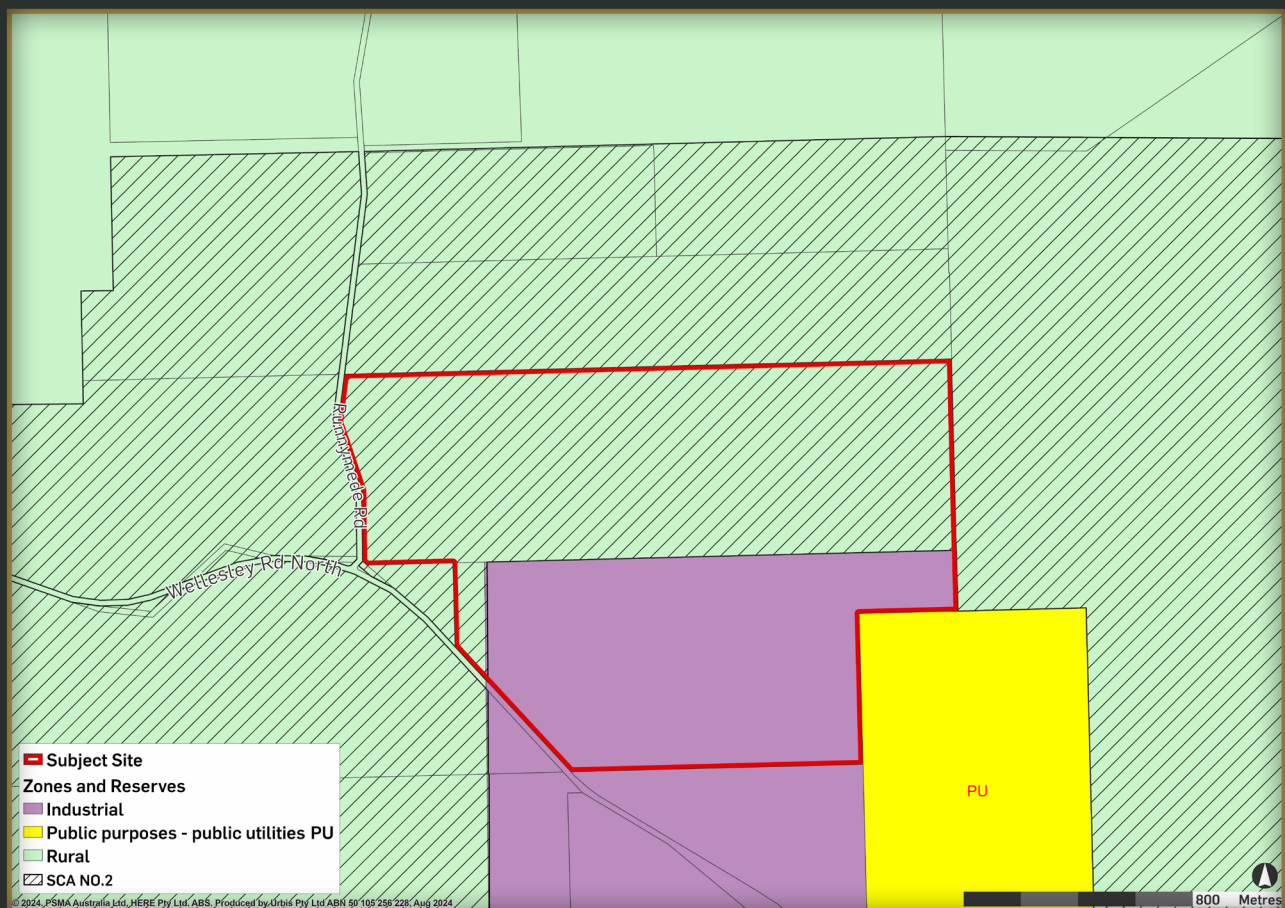 Runnymede Rd
Wellesley Rd North
PU
Subject Site
Zones and Reserves
Industrial
Public purposes - public utilities PU
Rural
SCA NO.2
© 2024. PSMA Australia Ltd, HERE Pty Ltd. ABS. Produced by Urbis Pty Ltd ABN 50 105 256 228, Aug 2024
800 Metres